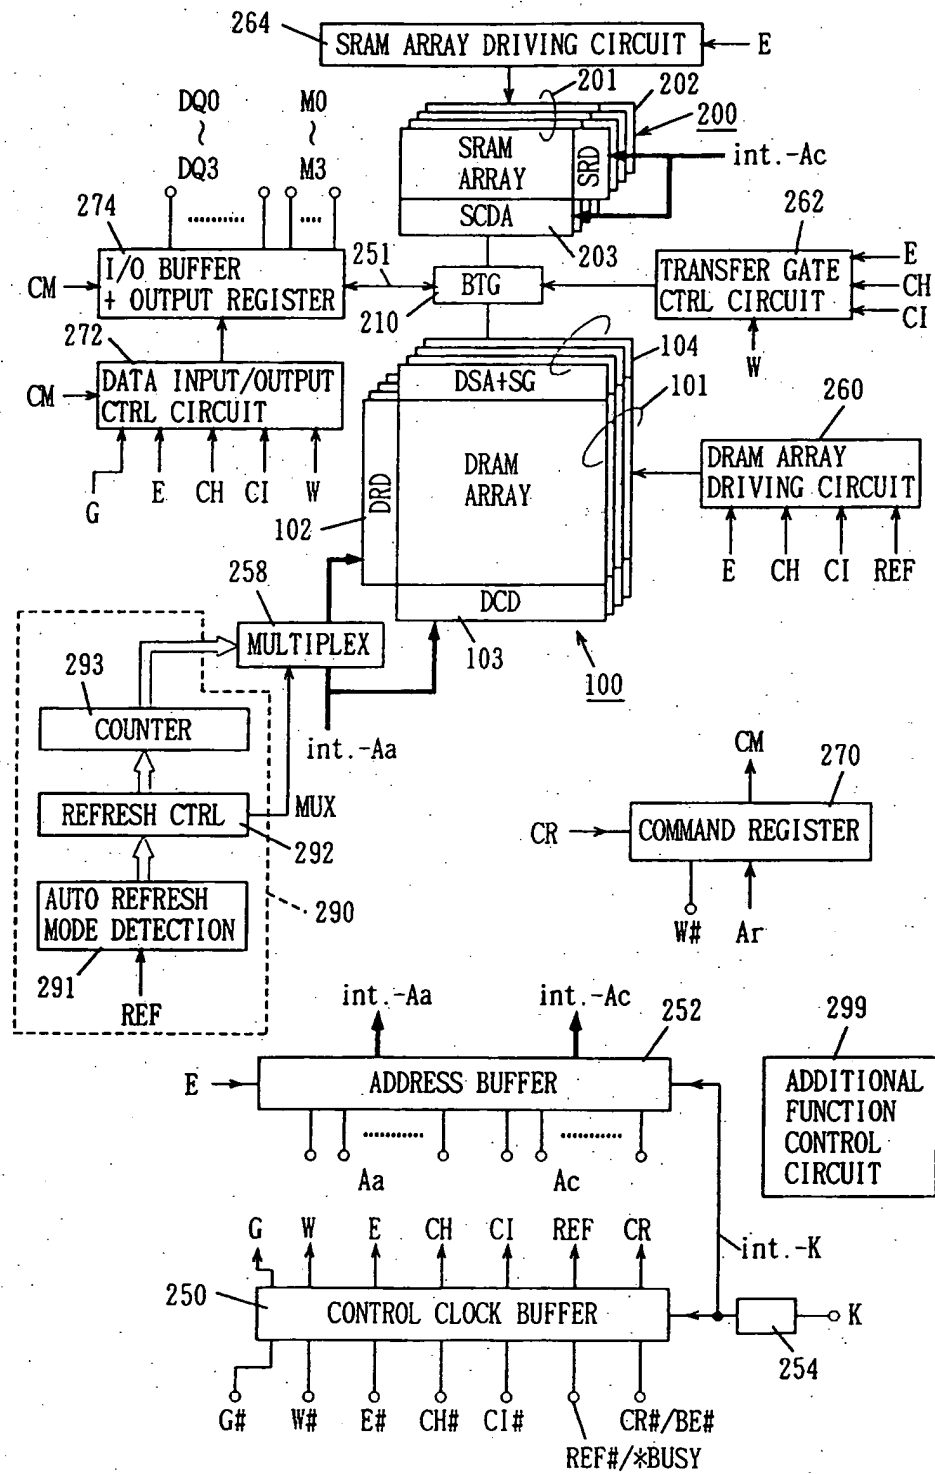 264
SRAM ARRAY DRIVING CIRCUIT
E
201
202
200
DQ0
~
DQ3
M0
~
M3
SRAM
ARRAY
SRD
int.-Ac
SCDA
203
274
I/O BUFFER
+ OUTPUT REGISTER
CM
251
BTG
210
262
TRANSFER GATE
CTRL CIRCUIT
E
CH
CI
W
272
DATA INPUT/OUTPUT
CTRL CIRCUIT
CM
G
E
CH
CI
W
104
DSA+SG
101
DRD
DRAM
ARRAY
102
DCD
103
100
260
DRAM ARRAY
DRIVING CIRCUIT
E
CH
CI
REF
258
MULTIPLEX
int.-Aa
293
COUNTER
REFRESH CTRL
MUX
292
AUTO REFRESH
MODE DETECTION
290
291
REF
CM
270
CR
COMMAND REGISTER
W#
Ar
int.-Aa
int.-Ac
252
E
ADDRESS BUFFER
Aa
Ac
299
ADDITIONAL
FUNCTION
CONTROL
CIRCUIT
G
W
E
CH
CI
REF
CR
int.-K
250
CONTROL CLOCK BUFFER
K
254
G#
W#
E#
CH#
CI#
CR#/BE#
REF#/*BUSY